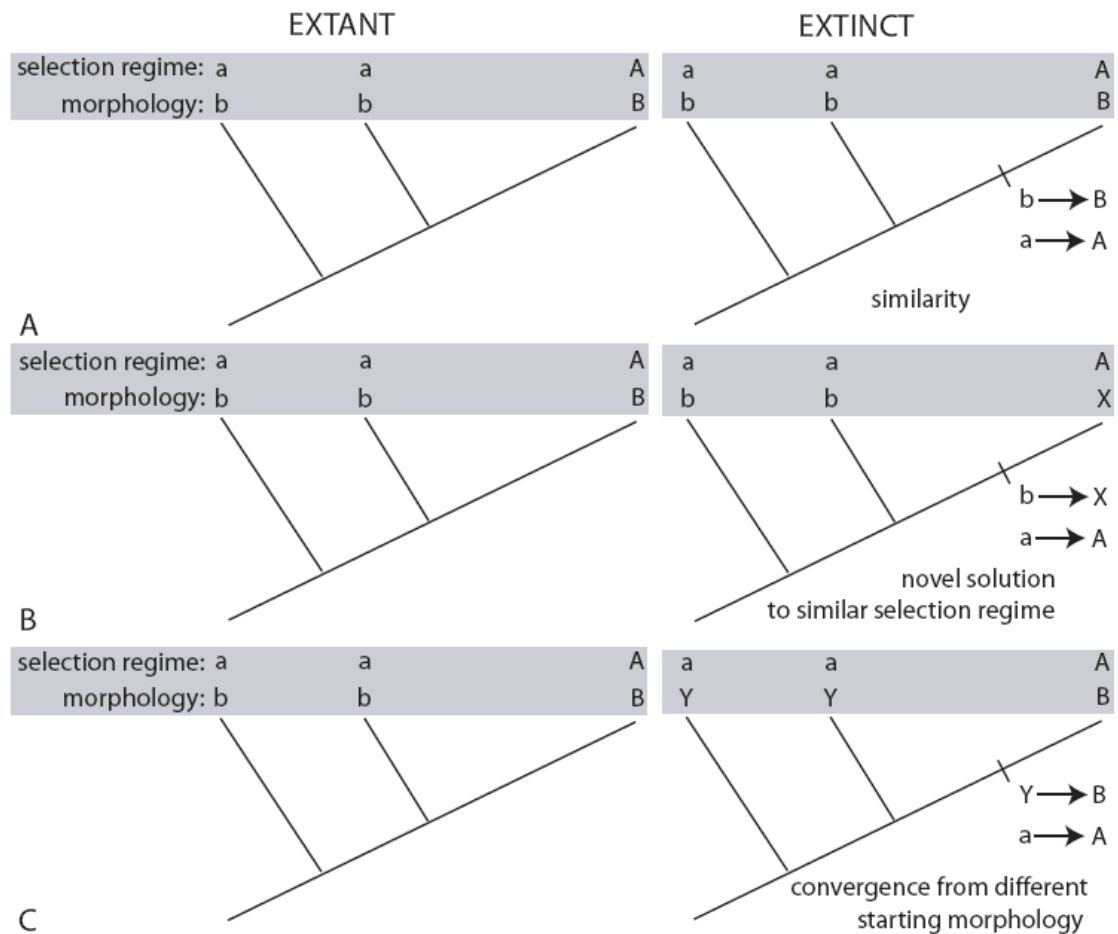 EXTANT
EXTINCT
selection regime: a a A
a a A
morphology: b b B
b b B
b → B
a → A
similarity
A
selection regime: a a A
a a A
morphology: b b B
b b X
b → X
a → A
novel solution
to similar selection regime
B
selection regime: a a A
a a A
morphology: b b B
Y Y B
Y → B
a → A
convergence from different
starting morphology
C